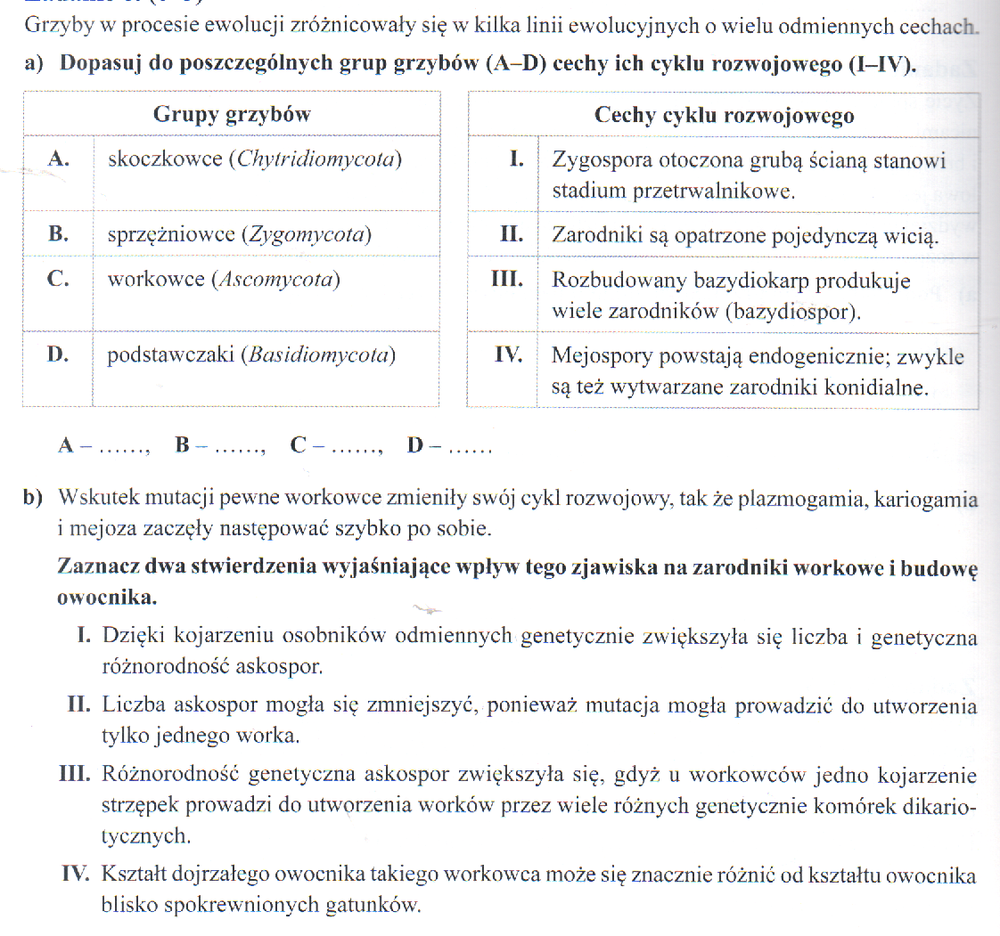 Grzyby w procesie ewolucji zróżnicowały się w kilka linii ewolucyjnych o wielu odmiennych cechach.
a) Dopasuj do poszczególnych grup grzybów (A–D) cechy ich cyklu rozwojowego (I–IV).
Grupy grzybów
A. skoczkowce (Chytridiomycota)
B. sprzężniowce (Zygomycota)
C. workowce (Ascomycota)
D. podstawczaki (Basidiomycota)
Cechy cyklu rozwojowego
I. Zygospora otoczona grubą ścianą stanowi
stadium przetrwalnikowe.
II. Zarodniki są opatrzone pojedynczą wicią.
III. Rozbudowany bazydiokarp produkuje
wiele zarodników (bazydiospor).
IV. Mejospory powstają endogenicznie; zwykle
są też wytwarzane zarodniki konidialne.
A – ......, B – ......, C – ......, D – ......
b) Wskutek mutacji pewne workowce zmieniły swój cykl rozwojowy, tak że plazmogamia, kariogamia
i mejoza zaczęły następować szybko po sobie.
Zaznacz dwa stwierdzenia wyjaśniające wpływ tego zjawiska na zarodniki workowe i budowę
owocnika.
I. Dzięki kojarzeniu osobników odmiennych genetycznie zwiększyła się liczba i genetyczna
różnorodność askospor.
II. Liczba askospor mogła się zmniejszyć, ponieważ mutacja mogła prowadzić do utworzenia
tylko jednego worka.
III. Różnorodność genetyczna askospor zwiększyła się, gdyż u workowców jedno kojarzenie
strzępek prowadzi do utworzenia worków przez wiele różnych genetycznie komórek dikario-
tycznych.
IV. Kształt dojrzałego owocnika takiego workowca może się znacznie różnić od kształtu owocnika
blisko spokrewnionych gatunków.